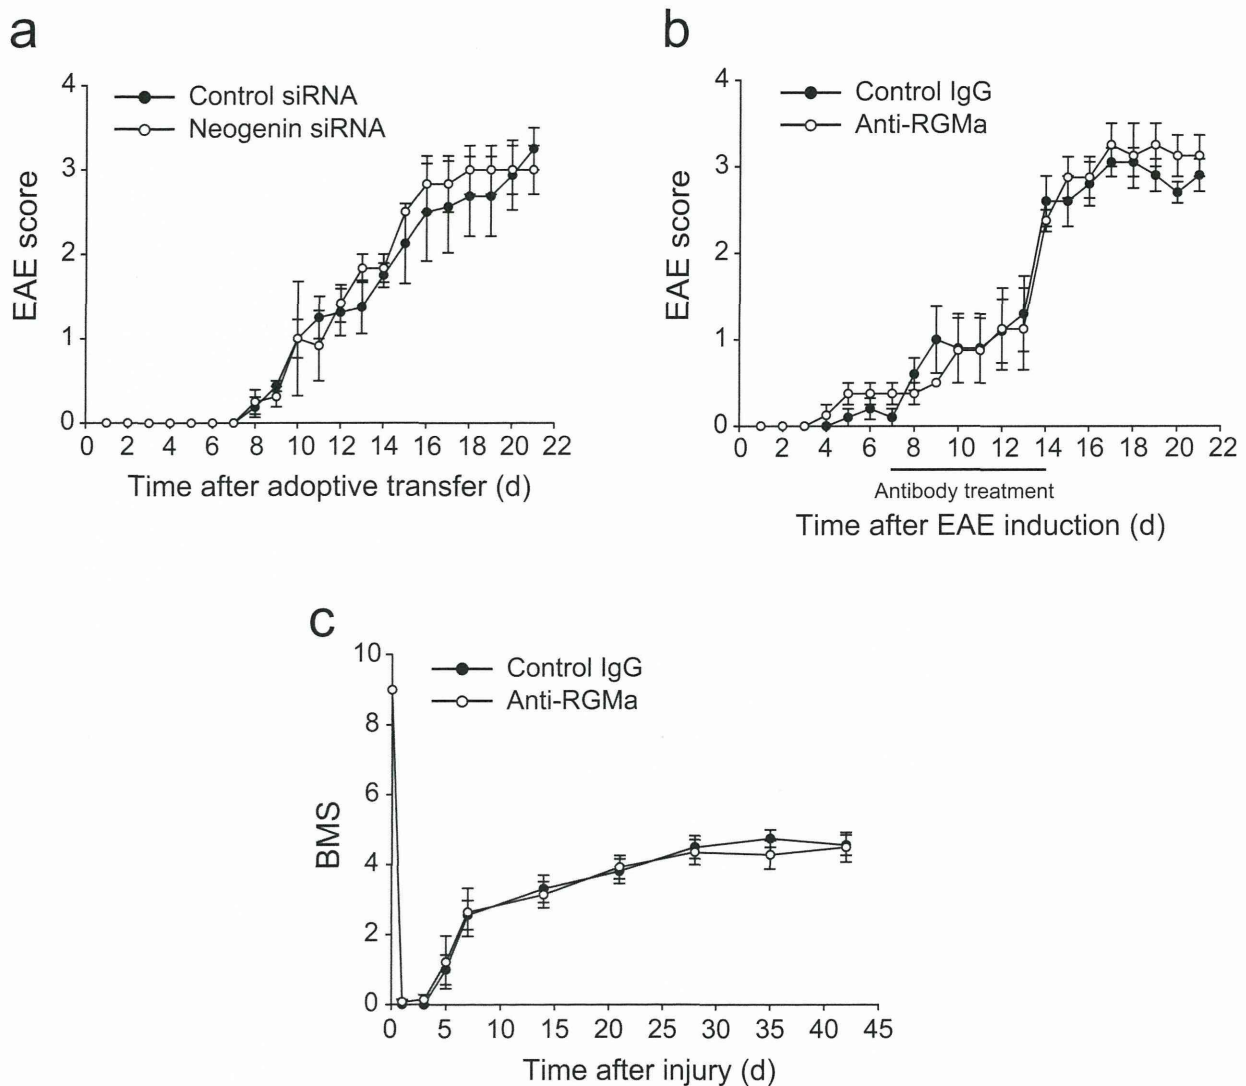 a
4
3
2
1
0
EAE score
Control siRNA
Neogenin siRNA
0 2 4 6 8 10 12 14 16 18 20 22
Time after adoptive transfer (d)
b
4
3
2
1
0
EAE score
Control IgG
Anti-RGMa
0 2 4 6 8 10 12 14 16 18 20 22
Antibody treatment
Time after EAE induction (d)
c
10
8
6
4
2
0
BMS
Control IgG
Anti-RGMa
0 5 10 15 20 25 30 35 40 45
Time after injury (d)